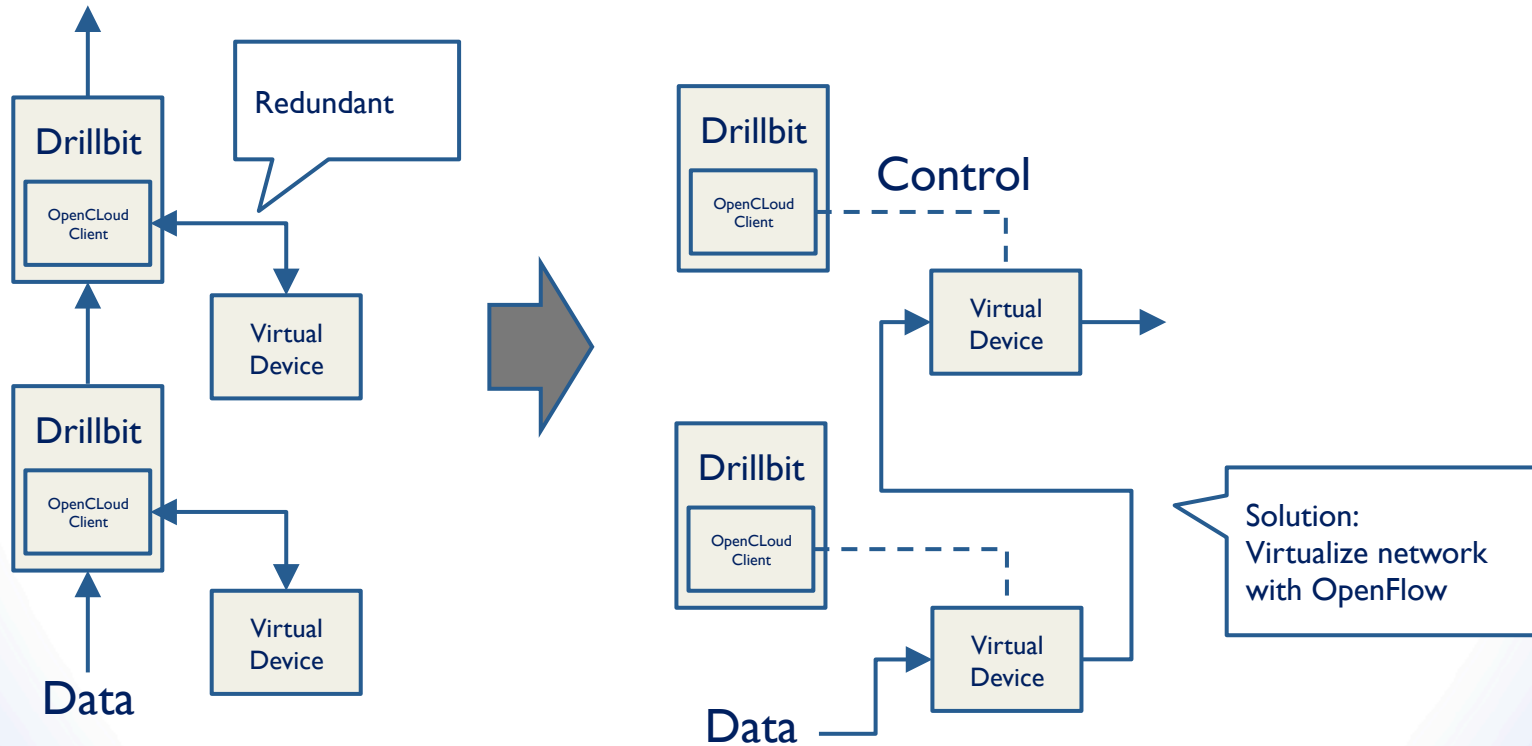 Redundant
Drillbit
OpenCLoud
Client
Virtual
Device
Drillbit
OpenCLoud
Client
Virtual
Device
Data
Drillbit
OpenCLoud
Client
Control
Virtual
Device
Drillbit
OpenCLoud
Client
Virtual
Device
Data
Solution:
Virtualize network
with OpenFlow